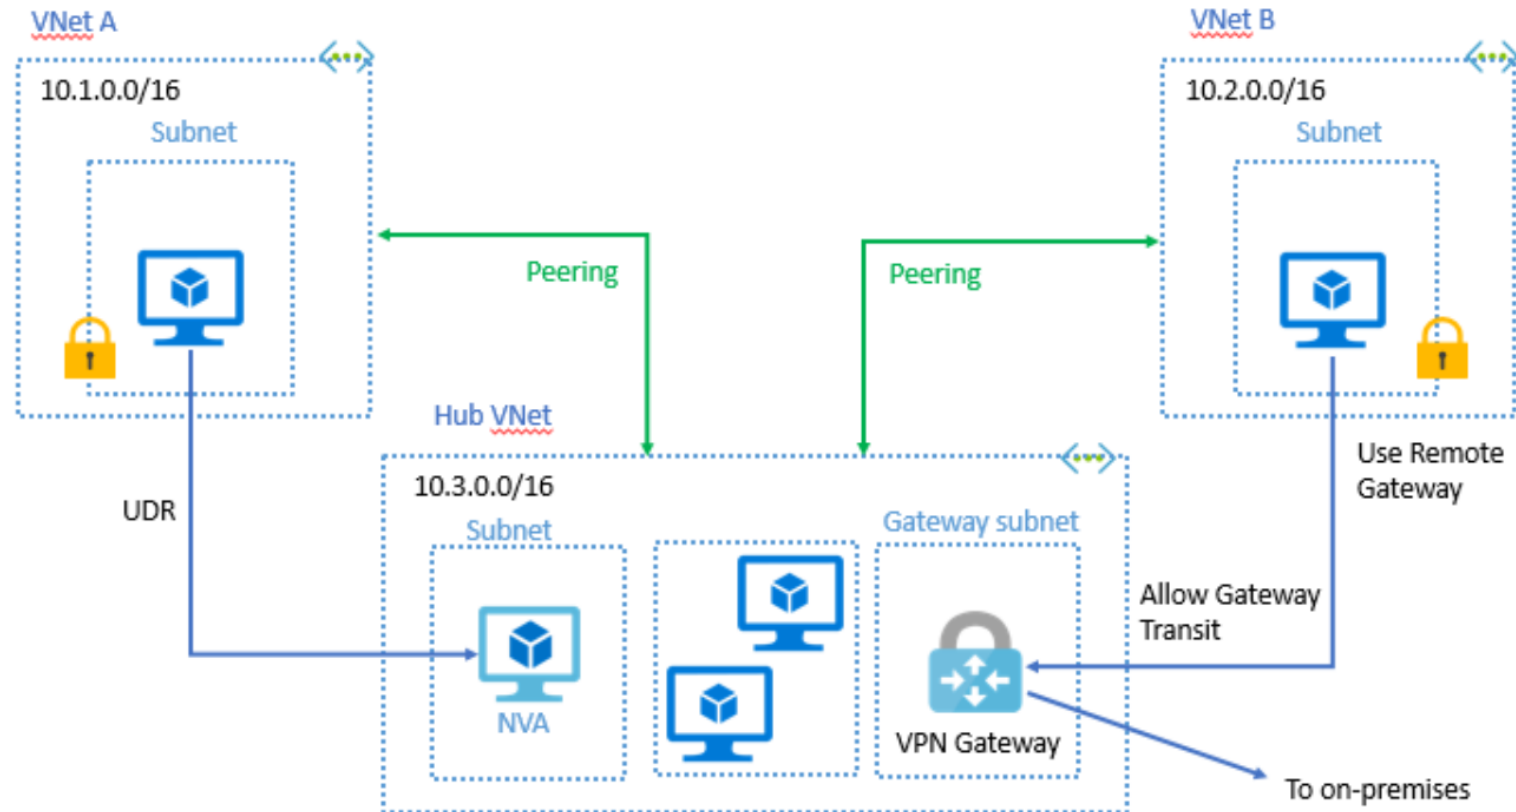 VNet A
VNet B
10.1.0.0/16
10.2.0.0/16
Subnet
Subnet
Peering
Peering
Hub VNet
Use Remote
Gateway
10.3.0.0/16
UDR
Subnet
Gateway subnet
Allow Gateway
Transit
NVA
VPN Gateway
To on-premises